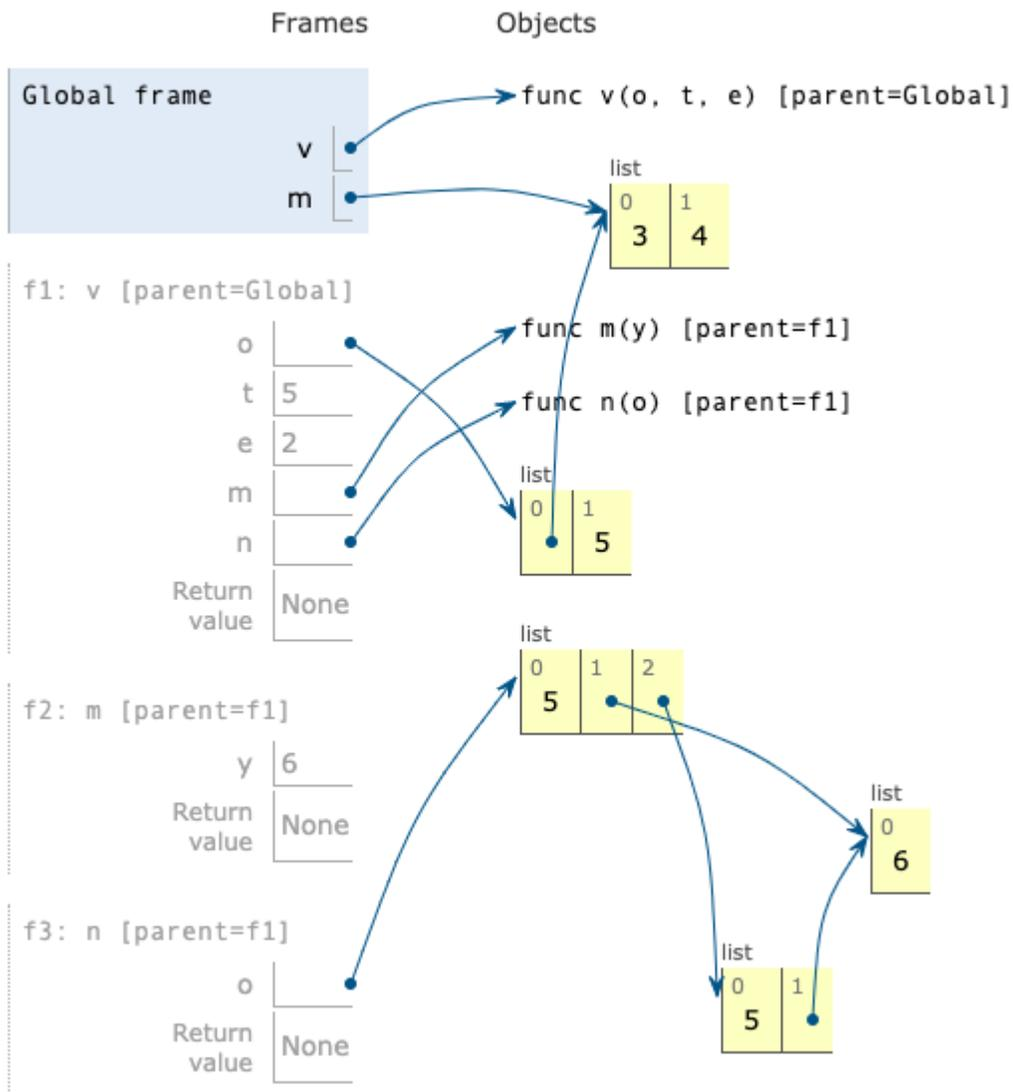 Frames Objects
Global frame
func v(o, t, e) [parent=Global]
v
m
list
0 1
3 4
f1: v [parent=Global]
func m(y) [parent=f1]
o
t 5
func n(o) [parent=f1]
e 2
list
m
0 1
n
5
Return
value
None
list
0 1 2
5
f2: m [parent=f1]
y 6
list
0
6
Return
value
None
f3: n [parent=f1]
list
0 1
5
o
Return
value
None